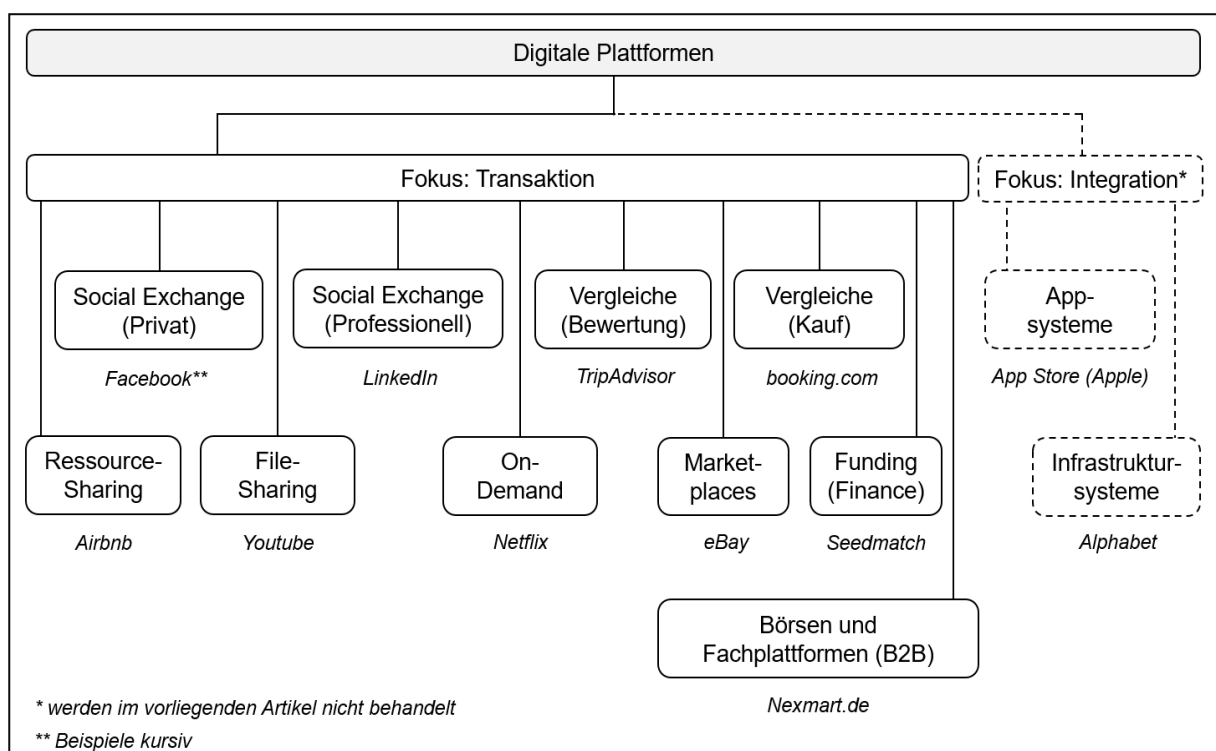 Digitale Plattformen
Fokus: Transaktion
Fokus: Integration*
Social Exchange
(Privat)
Facebook**
Social Exchange
(Professionell)
LinkedIn
Vergleiche
(Bewertung)
TripAdvisor
Vergleiche
(Kauf)
booking.com
App-
systeme
App Store (Apple)
Ressource-
Sharing
Airbnb
File-
Sharing
Youtube
On-
Demand
Netflix
Market-
places
eBay
Funding
(Finance)
Seedmatch
Infrastruktur-
systeme
Alphabet
Börsen und
Fachplattformen (B2B)
Nexmart.de
* werden im vorliegenden Artikel nicht behandelt
** Beispiele kursiv